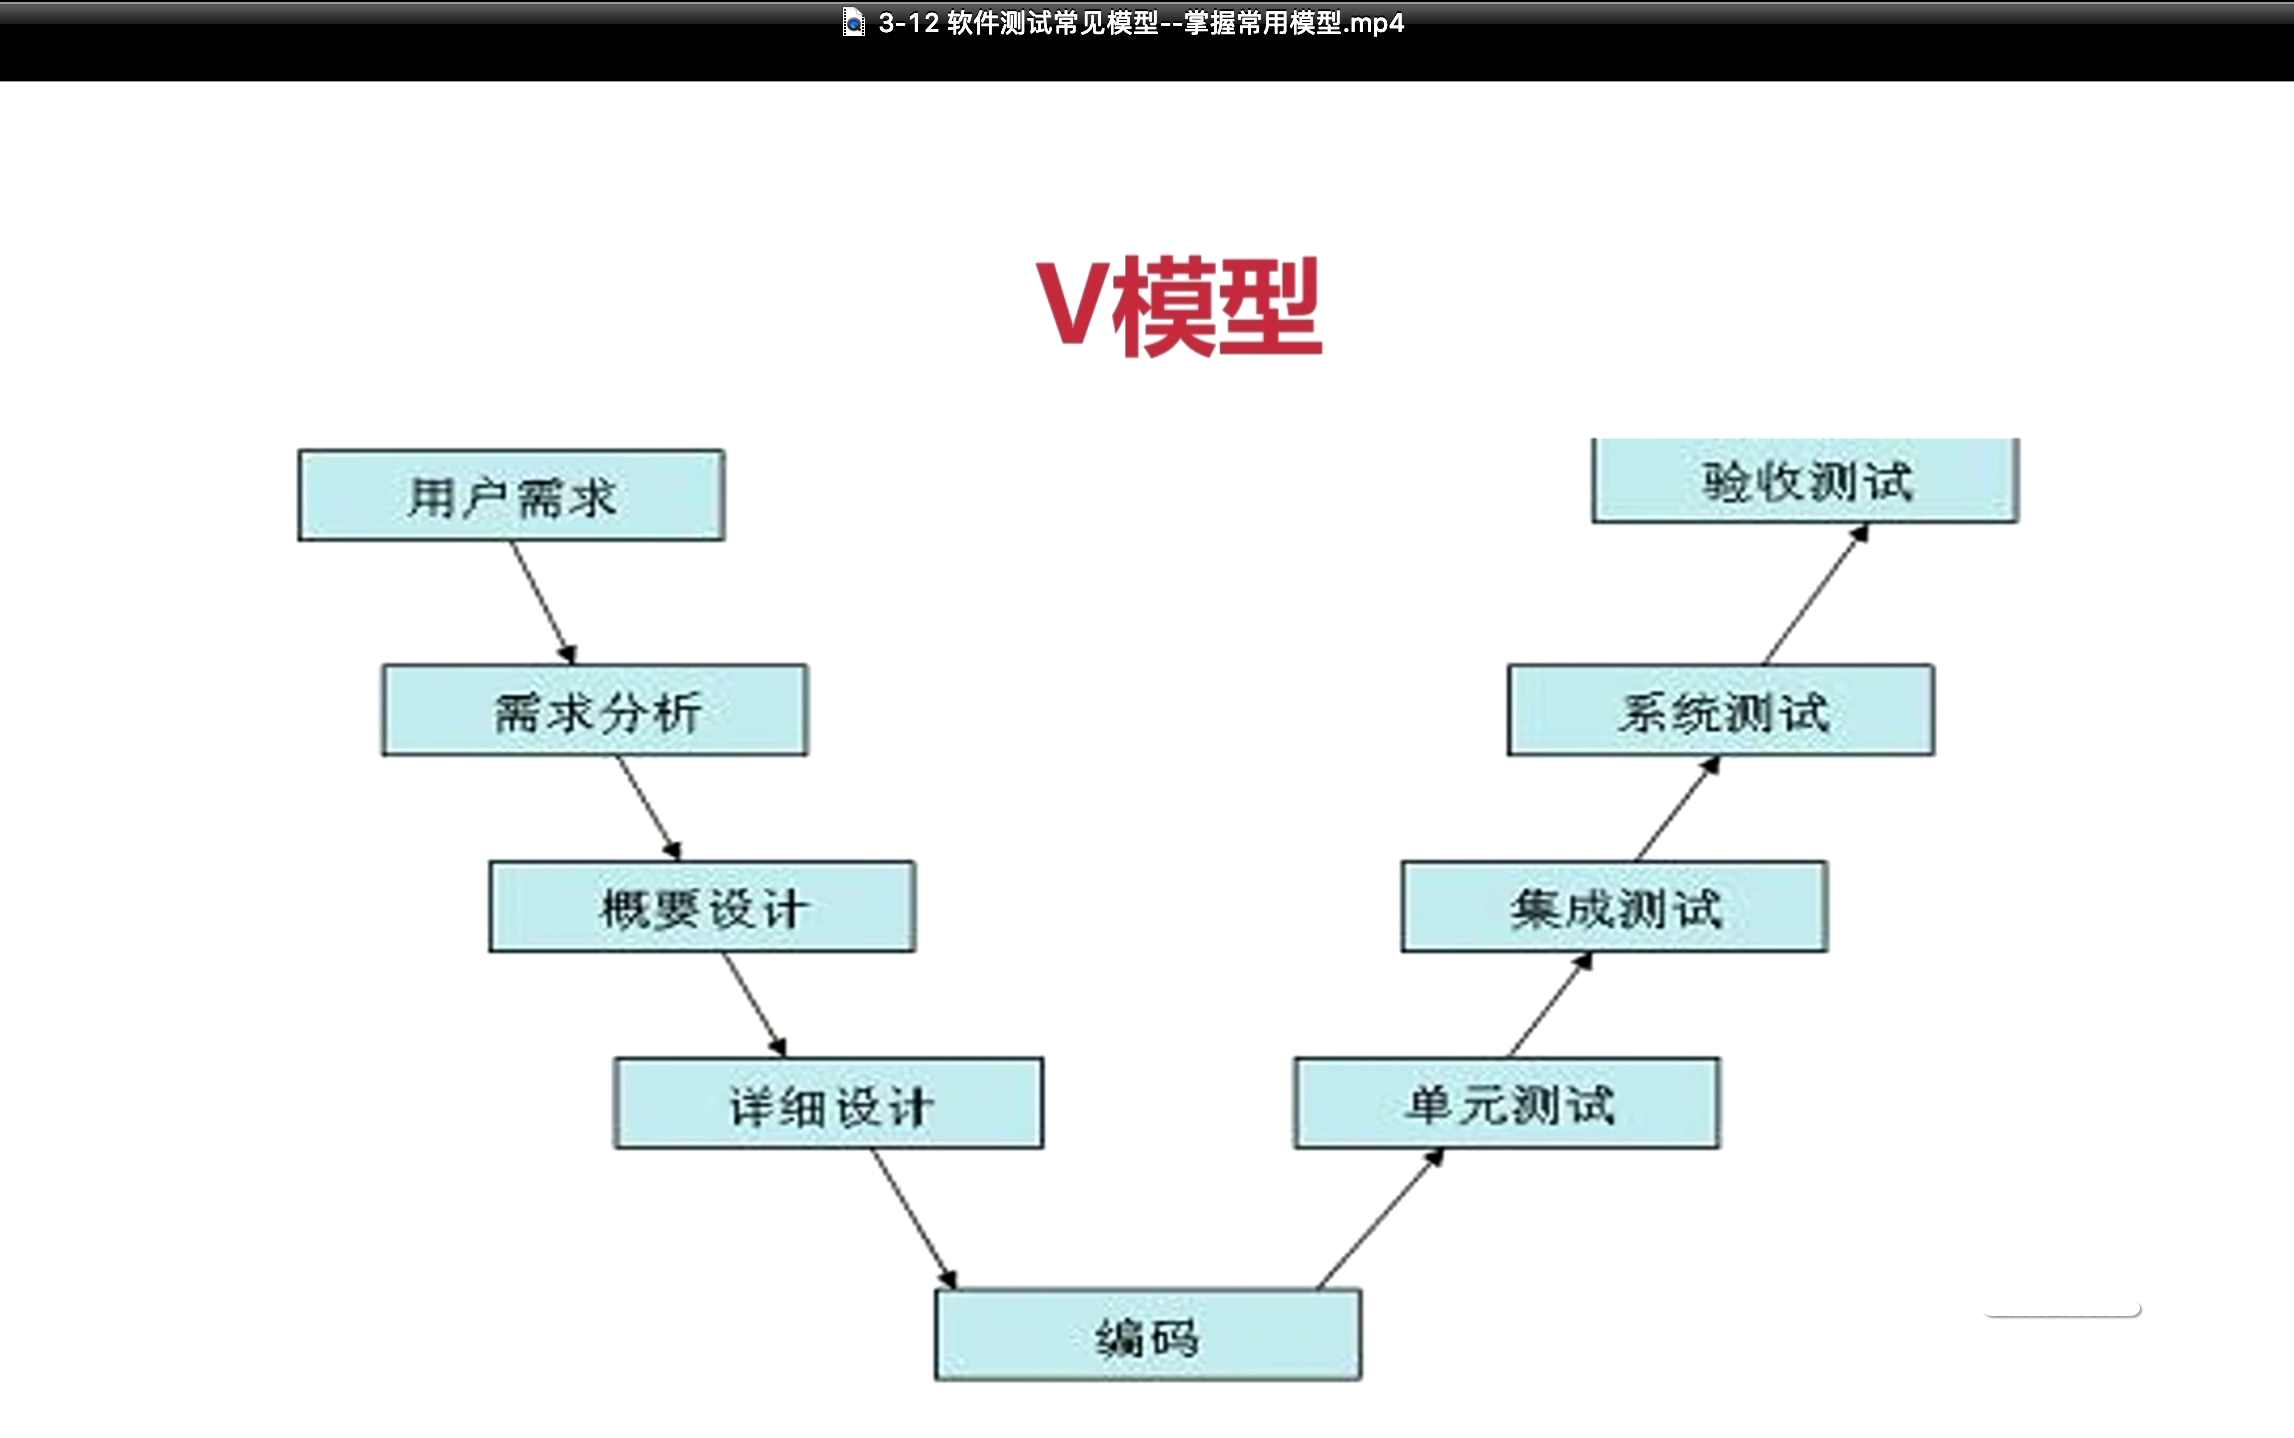 3-12 软件测试常见模型--掌握常用模型.mp4
V模型
用户需求
验收测试
需求分析
系统测试
概要设计
集成测试
详细设计
单元测试
编码